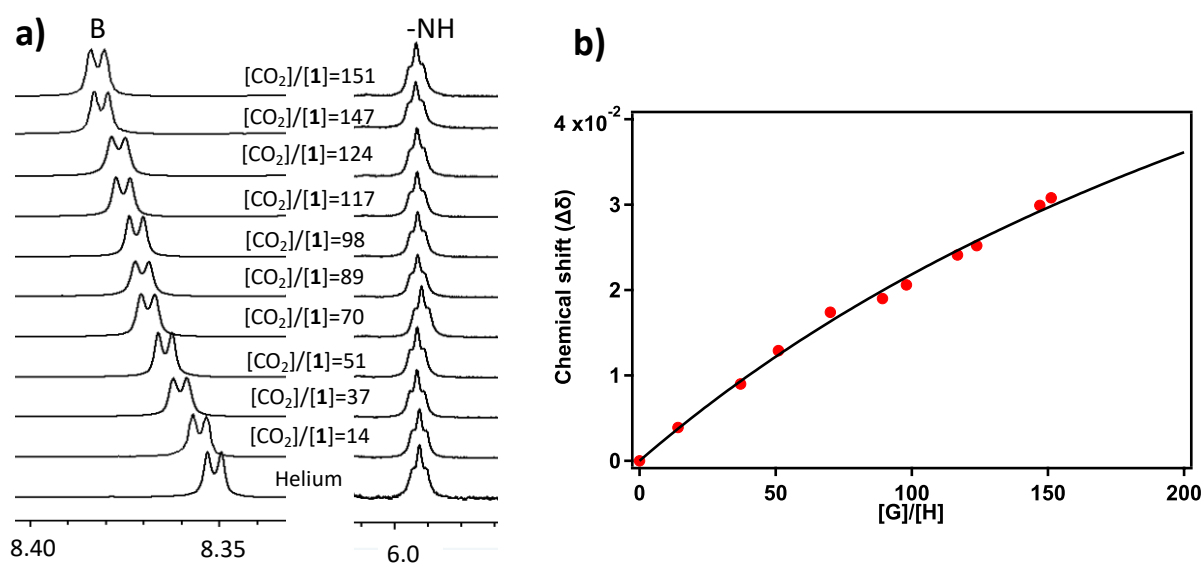 a)
B
-NH
[CO₂]/[1]=151
[CO₂]/[1]=147
[CO₂]/[1]=124
[CO₂]/[1]=117
[CO₂]/[1]=98
[CO₂]/[1]=89
[CO₂]/[1]=70
[CO₂]/[1]=51
[CO₂]/[1]=37
[CO₂]/[1]=14
Helium
8.40
8.35
6.0
b)
4 x10⁻²
3
2
1
0
Chemical shift (Δδ)
0
50
100
150
200
[G]/[H]